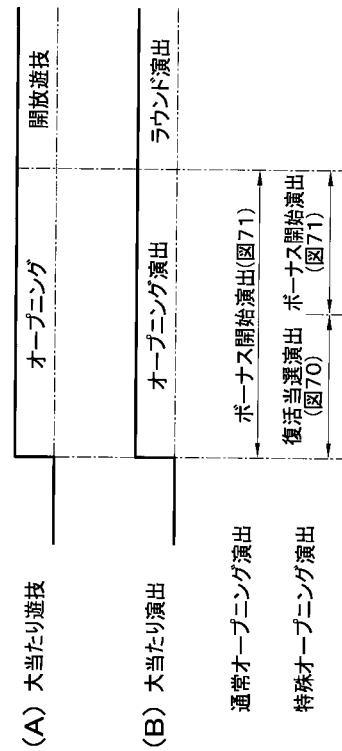 (A) 大当たり遊技
オープニング
開放遊技
(B) 大当たり演出
オープニング演出
ラウンド演出
通常オープニング演出
ボーナス開始演出(図71)
特殊オープニング演出
復活当選演出
(図70)
ボーナス開始演出
(図71)